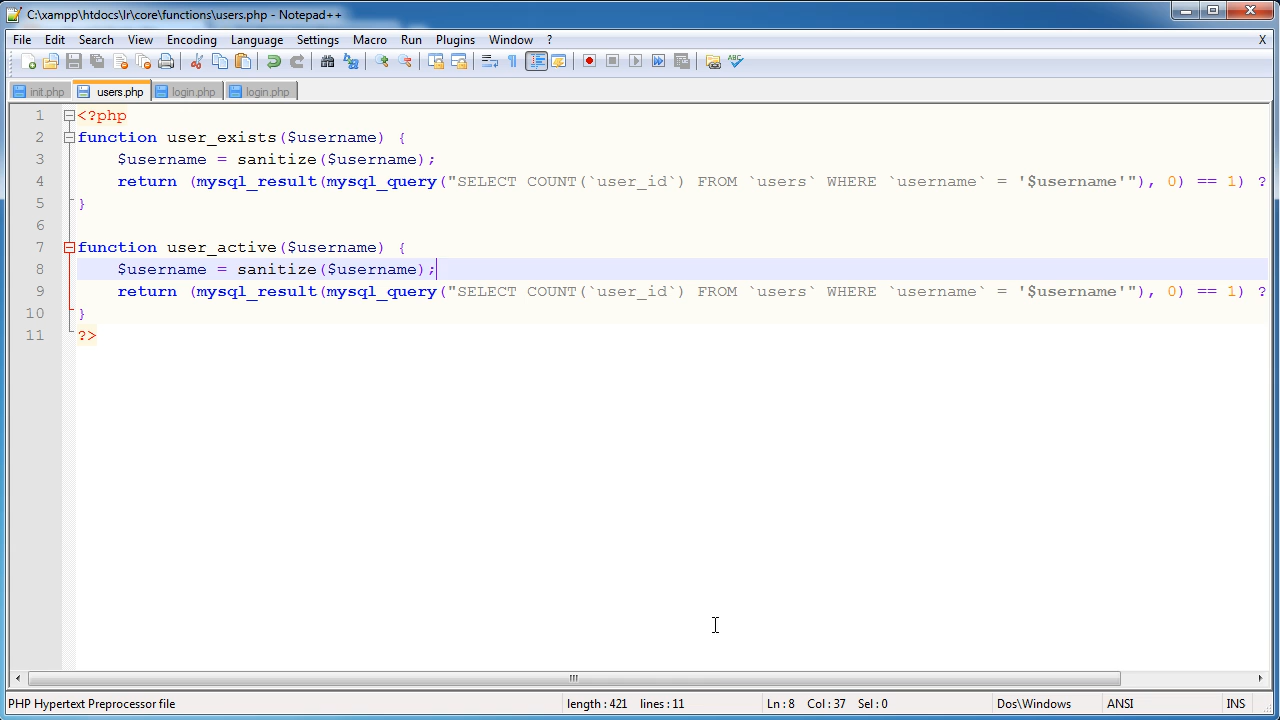 C:\xampp\htdocs\lr\core\functions\users.php - Notepad++
File Edit Search View Encoding Language Settings Macro Run Plugins Window ? X
init.php users.php login.php login.php
1 <?php
2 function user_exists($username) {
3 $username = sanitize($username);
4 return (mysql_result(mysql_query("SELECT COUNT(`user_id`) FROM `users` WHERE `username` = '$username'"), 0) == 1) ?
5 }
6
7 function user_active($username) {
8 $username = sanitize($username);
9 return (mysql_result(mysql_query("SELECT COUNT(`user_id`) FROM `users` WHERE `username` = '$username'"), 0) == 1) ?
10 }
11 ?>
PHP Hypertext Preprocessor file length : 421 lines : 11 Ln : 8 Col : 37 Sel : 0 Dos\Windows ANSI INS